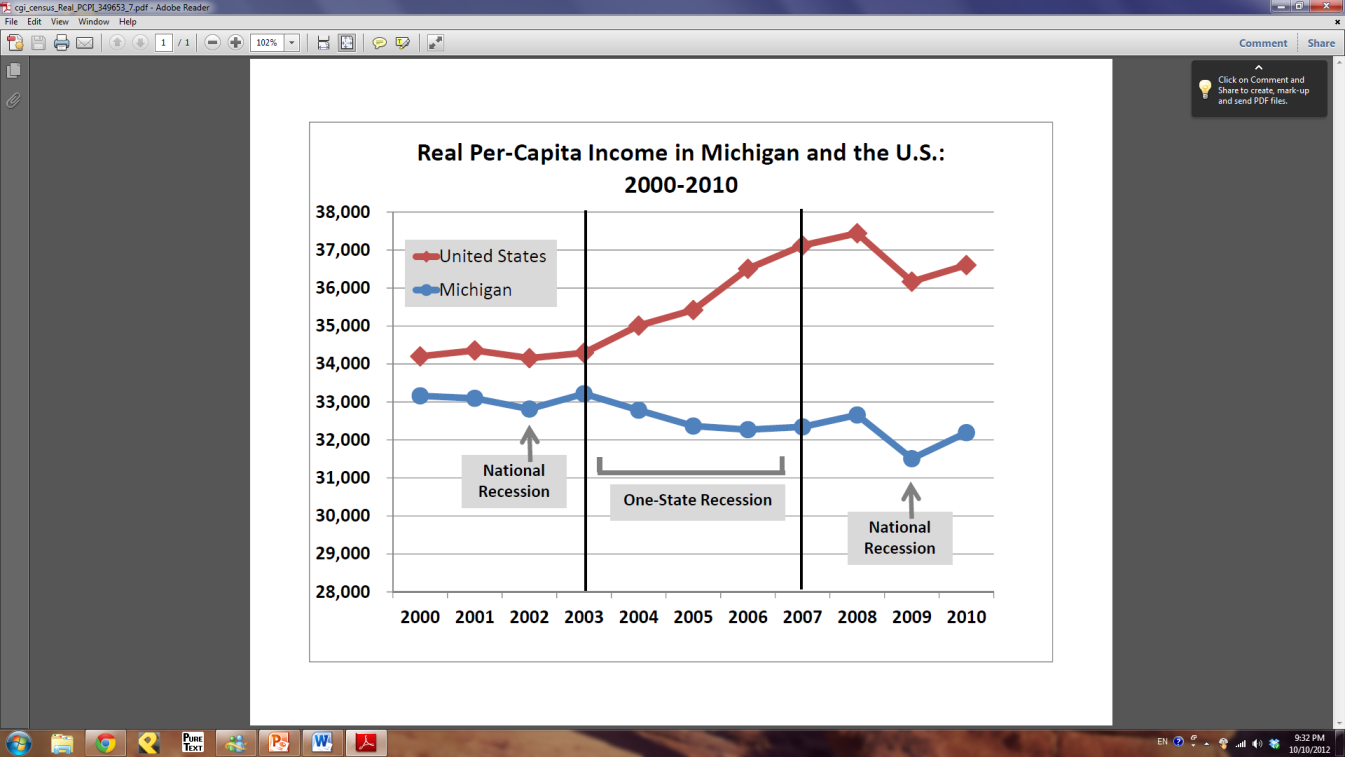 cgi_census_Real_PCPI_349653_7.pdf - Adobe Reader
File Edit View Window Help
1 / 1 102% Comment Share
Click on Comment and
Share to create, mark-up
and send PDF files.
Real Per-Capita Income in Michigan and the U.S.:
2000-2010
38,000
37,000
36,000
35,000
34,000
33,000
32,000
31,000
30,000
29,000
28,000
United States
Michigan
National
Recession
One-State Recession
National
Recession
2000 2001 2002 2003 2004 2005 2006 2007 2008 2009 2010
PURE
TEXT
EN
9:32 PM
10/10/2012